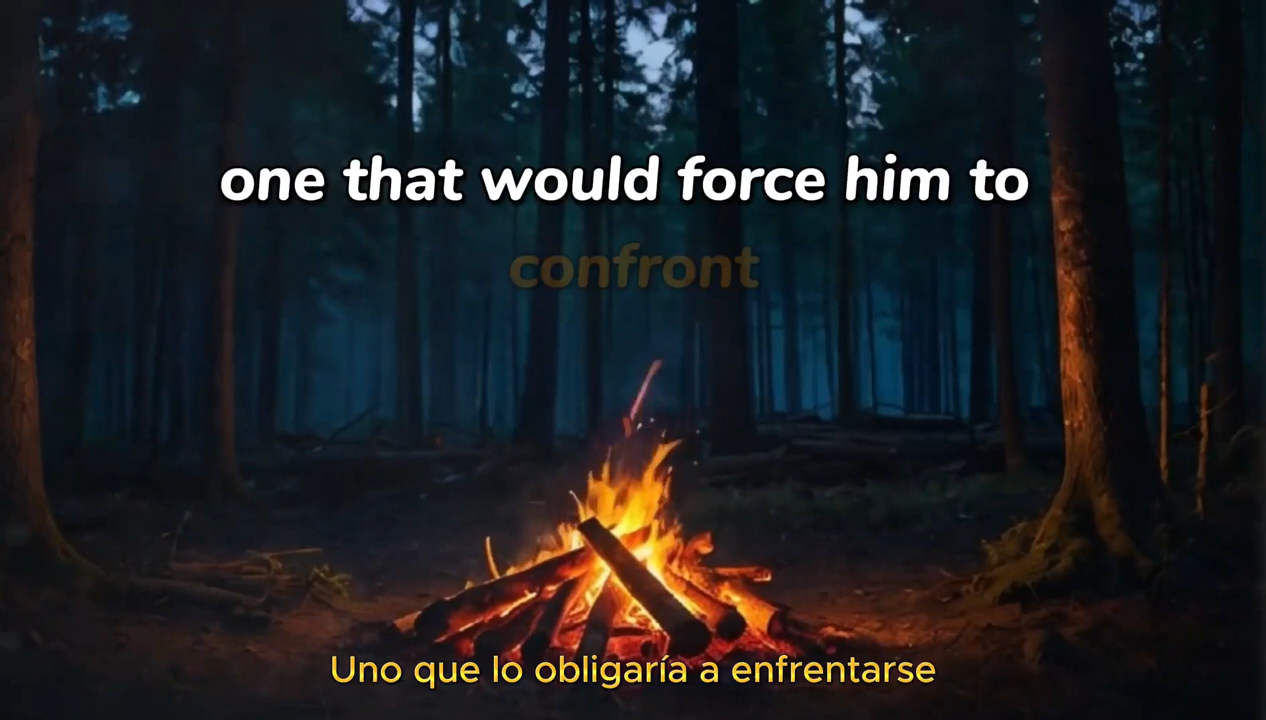 one that would force him to
confront
Uno que lo obligaría a enfrentarse